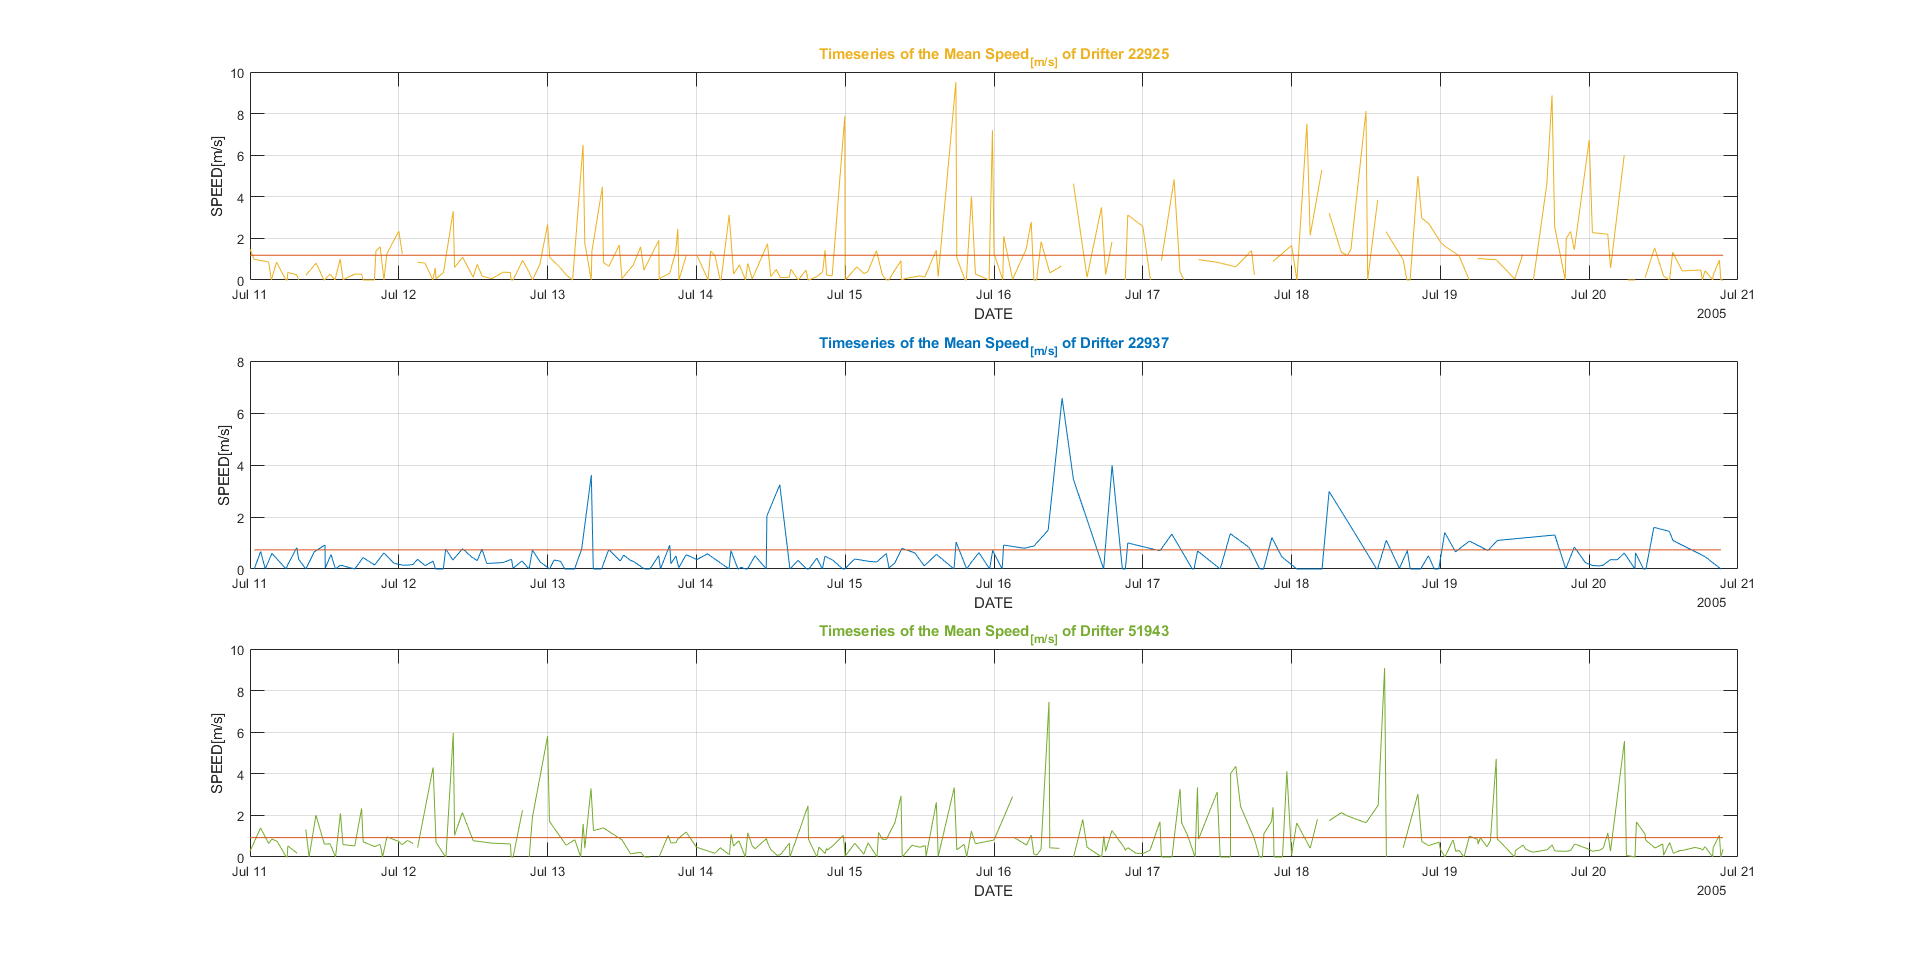 Timeseries of the Mean Speed[m/s] of Drifter 22925
10
8
6
4
2
0
SPEED[m/s]
Jul 11 Jul 12 Jul 13 Jul 14 Jul 15 Jul 16 Jul 17 Jul 18 Jul 19 Jul 20 Jul 21
DATE 2005
Timeseries of the Mean Speed[m/s] of Drifter 22937
8
6
4
2
0
SPEED[m/s]
Jul 11 Jul 12 Jul 13 Jul 14 Jul 15 Jul 16 Jul 17 Jul 18 Jul 19 Jul 20 Jul 21
DATE 2005
Timeseries of the Mean Speed[m/s] of Drifter 51943
10
8
6
4
2
0
SPEED[m/s]
Jul 11 Jul 12 Jul 13 Jul 14 Jul 15 Jul 16 Jul 17 Jul 18 Jul 19 Jul 20 Jul 21
DATE 2005